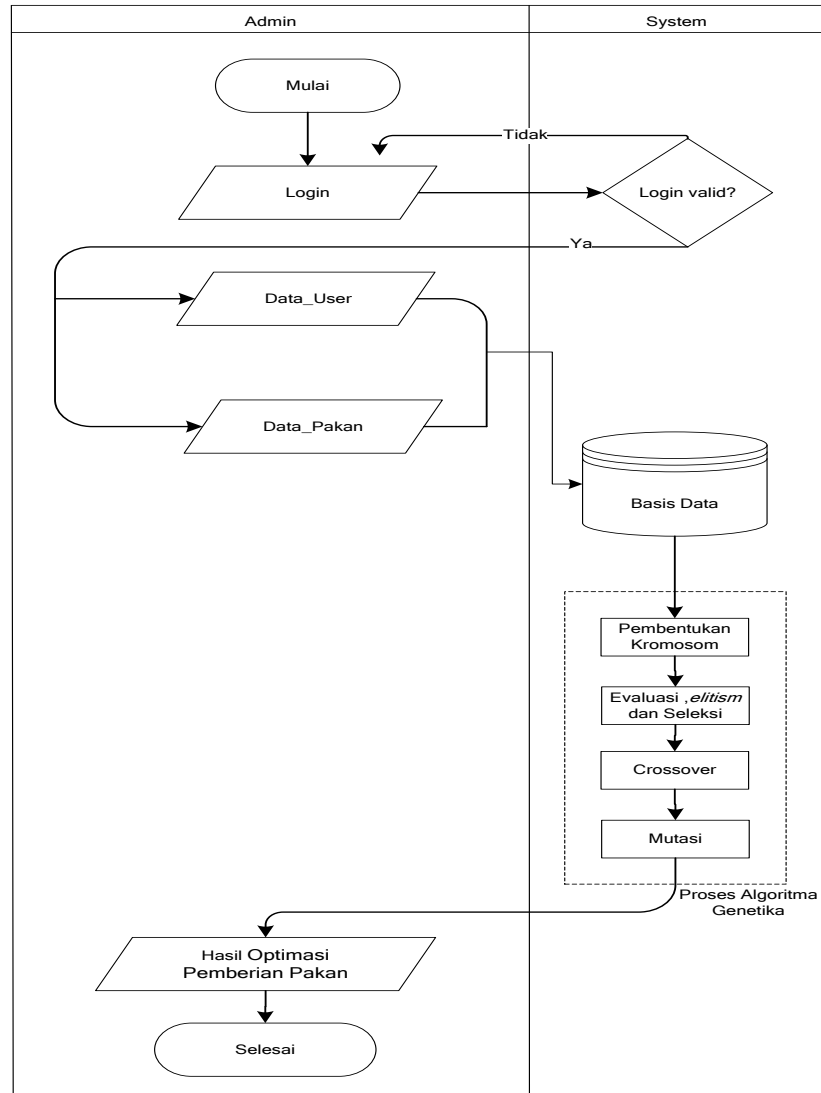 Admin
System
Mulai
Tidak
Login
Login valid?
Ya
Data_User
Data_Pakan
Basis Data
Pembentukan
Kromosom
Evaluasi ,elitism
dan Seleksi
Crossover
Mutasi
Proses Algoritma
Genetika
Hasil Optimasi
Pemberian Pakan
Selesai